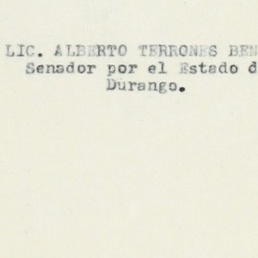 LIC. ALBERTO TERRONES BEN
Senador por el Estado d
Durango.